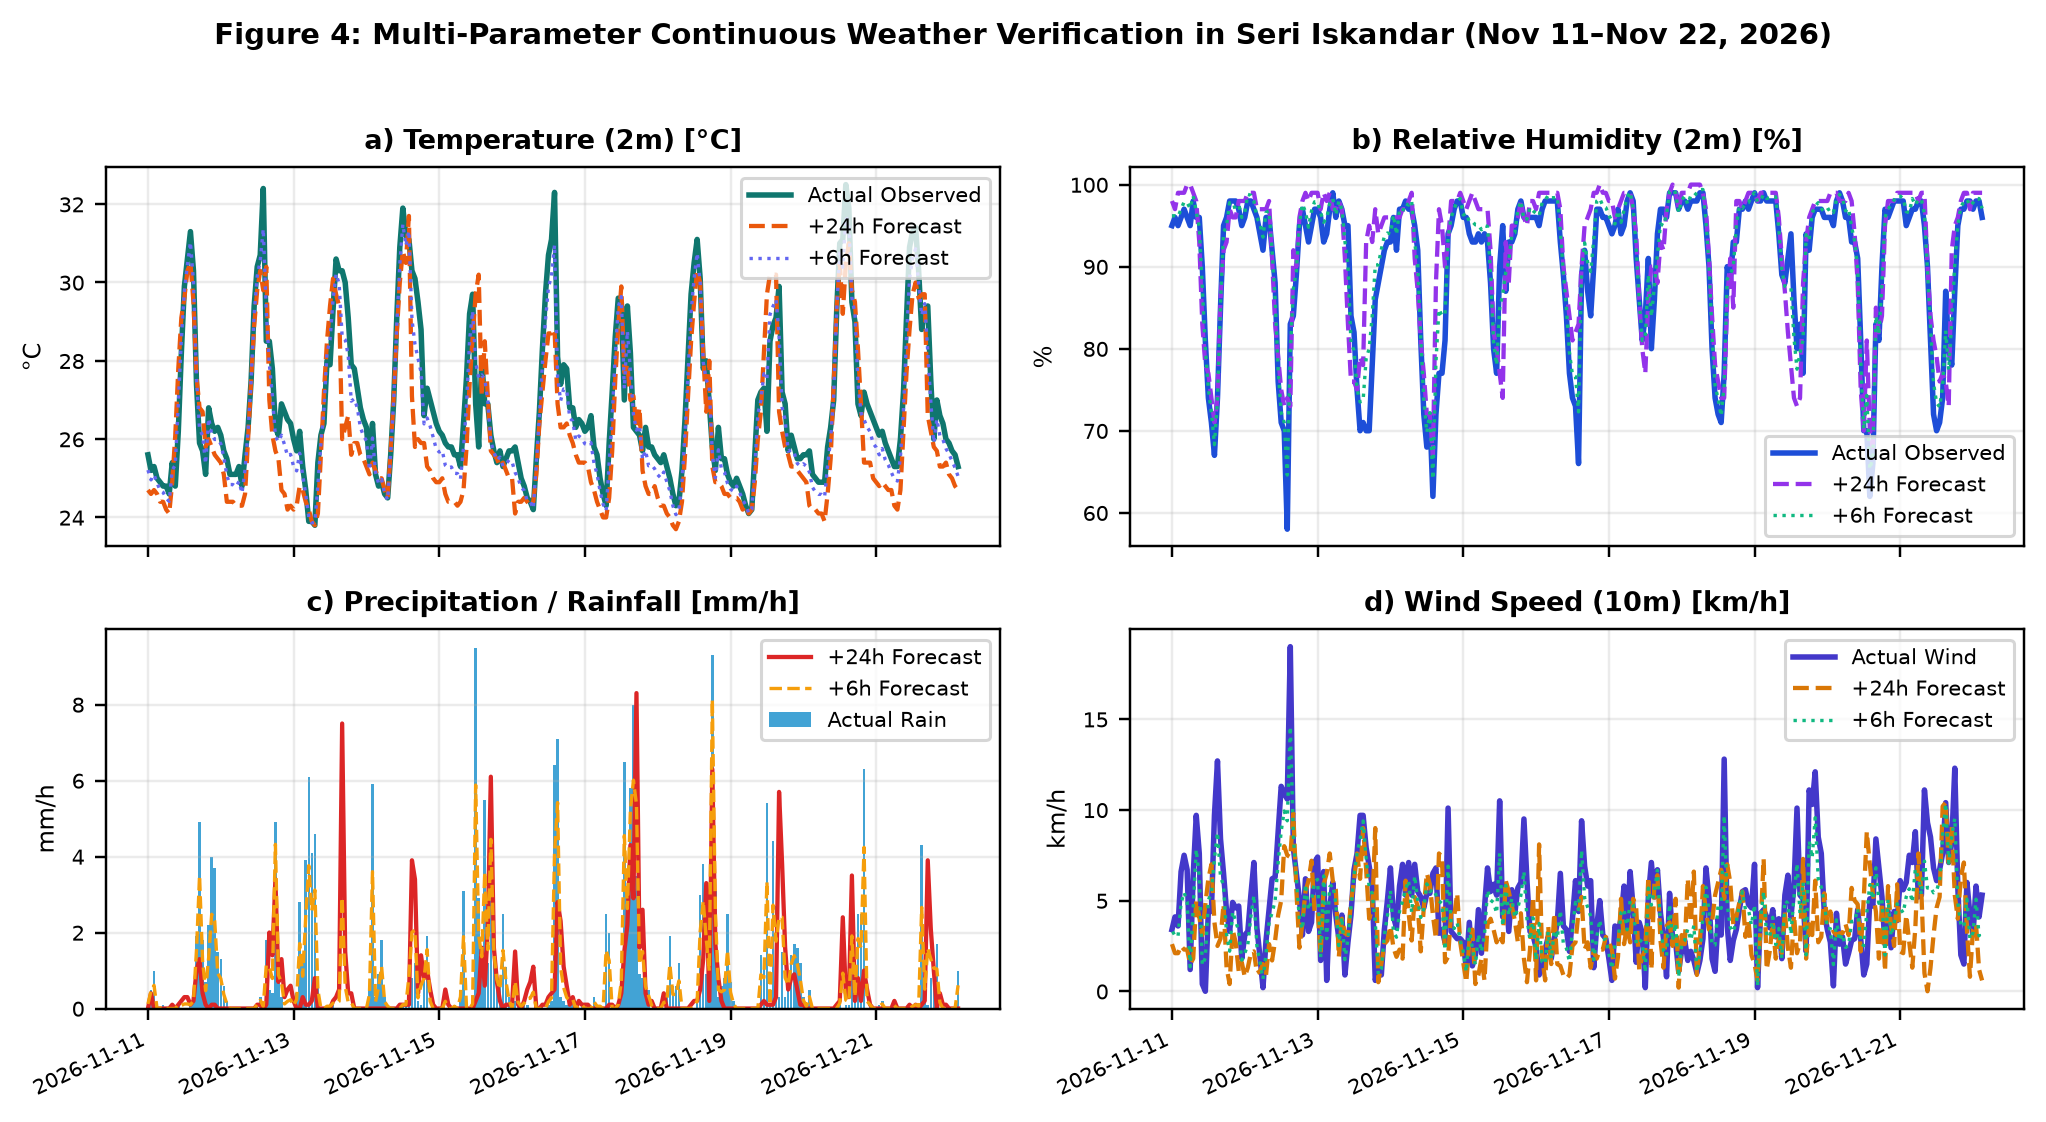 Figure 4: Multi-Parameter Continuous Weather Verification in Seri Iskandar (Nov 11–Nov 22, 2026)
a) Temperature (2m) [°C]
°C
32
30
28
26
24
Actual Observed
+24h Forecast
+6h Forecast
b) Relative Humidity (2m) [%]
%
100
90
80
70
60
Actual Observed
+24h Forecast
+6h Forecast
c) Precipitation / Rainfall [mm/h]
mm/h
8
6
4
2
0
+24h Forecast
+6h Forecast
Actual Rain
2026-11-11
2026-11-13
2026-11-15
2026-11-17
2026-11-19
2026-11-21
d) Wind Speed (10m) [km/h]
km/h
15
10
5
0
Actual Wind
+24h Forecast
+6h Forecast
2026-11-11
2026-11-13
2026-11-15
2026-11-17
2026-11-19
2026-11-21